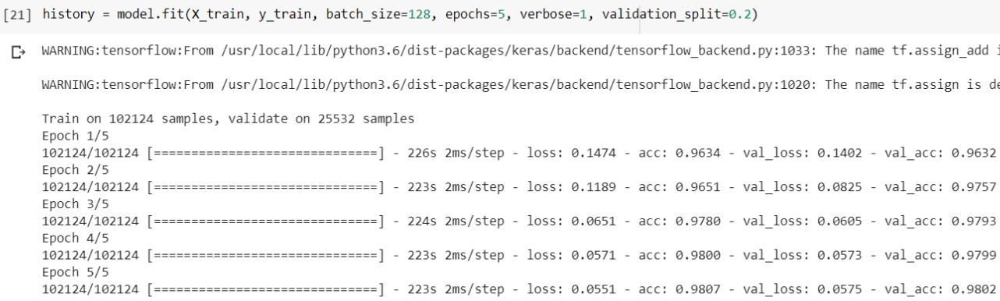 [21] history = model.fit(X_train, y_train, batch_size=128, epochs=5, verbose=1, validation_split=0.2)
WARNING:tensorflow:From /usr/local/lib/python3.6/dist-packages/keras/backend/tensorflow_backend.py:1033: The name tf.assign_add i
WARNING:tensorflow:From /usr/local/lib/python3.6/dist-packages/keras/backend/tensorflow_backend.py:1020: The name tf.assign is de
Train on 102124 samples, validate on 25532 samples
Epoch 1/5
102124/102124 [==============================] - 226s 2ms/step - loss: 0.1474 - acc: 0.9634 - val_loss: 0.1402 - val_acc: 0.9632
Epoch 2/5
102124/102124 [==============================] - 223s 2ms/step - loss: 0.1189 - acc: 0.9651 - val_loss: 0.0825 - val_acc: 0.9757
Epoch 3/5
102124/102124 [==============================] - 224s 2ms/step - loss: 0.0651 - acc: 0.9780 - val_loss: 0.0605 - val_acc: 0.9793
Epoch 4/5
102124/102124 [==============================] - 223s 2ms/step - loss: 0.0571 - acc: 0.9800 - val_loss: 0.0573 - val_acc: 0.9799
Epoch 5/5
102124/102124 [==============================] - 223s 2ms/step - loss: 0.0551 - acc: 0.9807 - val_loss: 0.0575 - val_acc: 0.9802